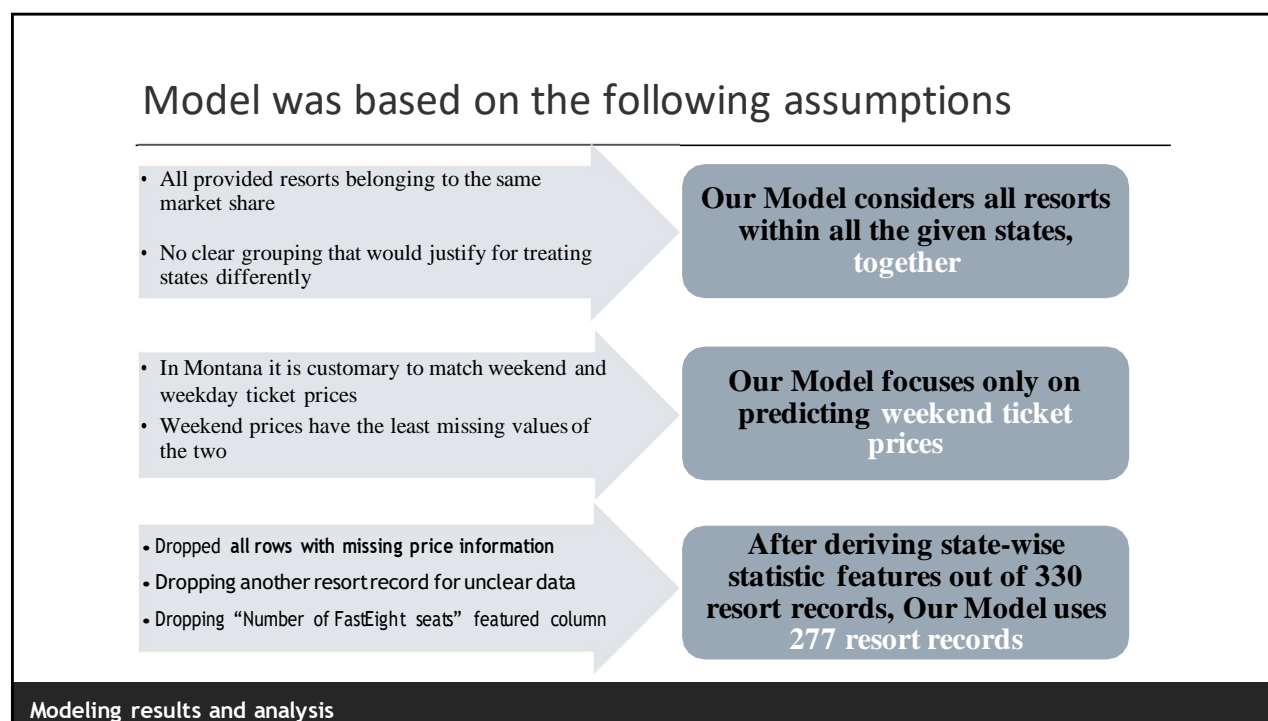 Model was based on the following assumptions
• All provided resorts belonging to the same
market share
• No clear grouping that would justify for treating
states differently
Our Model considers all resorts
within all the given states,
together
• In Montana it is customary to match weekend and
weekday ticket prices
• Weekend prices have the least missing values of
the two
Our Model focuses only on
predicting weekend ticket
prices
• Dropped all rows with missing price information
• Dropping another resort record for unclear data
• Dropping “Number of FastEight seats” featured column
After deriving state-wise
statistic features out of 330
resort records, Our Model uses
277 resort records
Modeling results and analysis